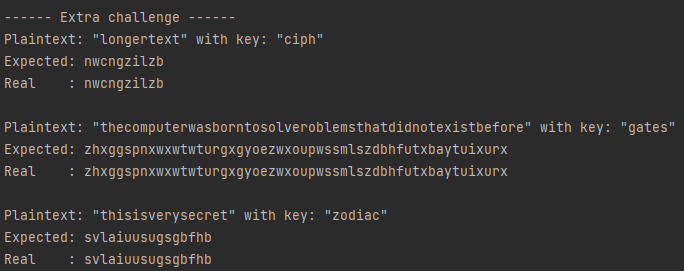 ------ Extra challenge ------
Plaintext: "longertext" with key: "ciph"
Expected: nwcngzilzb
Real    : nwcngzilzb
Plaintext: "thecomputerwasborntosolveroblemsthatdidnotexistbefore" with key: "gates"
Expected: zhxggspnxwxwtwturgxgyoezwxoupwssmlszdbhfutxbaytuixurx
Real    : zhxggspnxwxwtwturgxgyoezwxoupwssmlszdbhfutxbaytuixurx
Plaintext: "thisisverysecret" with key: "zodiac"
Expected: svlaiuusugsgbfhb
Real    : svlaiuusugsgbfhb